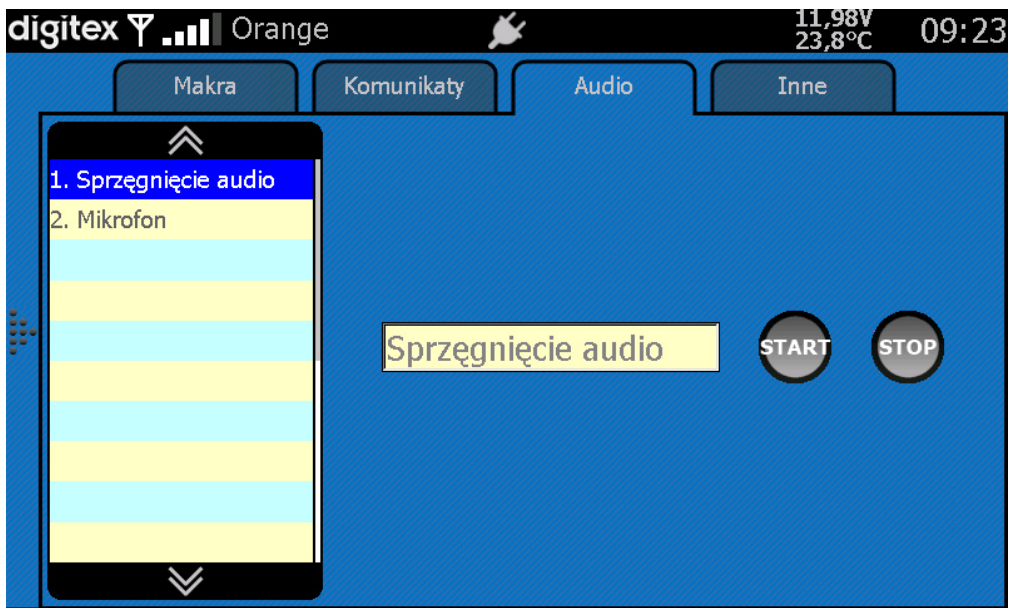 digitex Orange 11,98V 09:23
23,8°C
Makra Komunikaty Audio Inne
1. Sprzęgnięcie audio
2. Mikrofon
Sprzęgnięcie audio START STOP